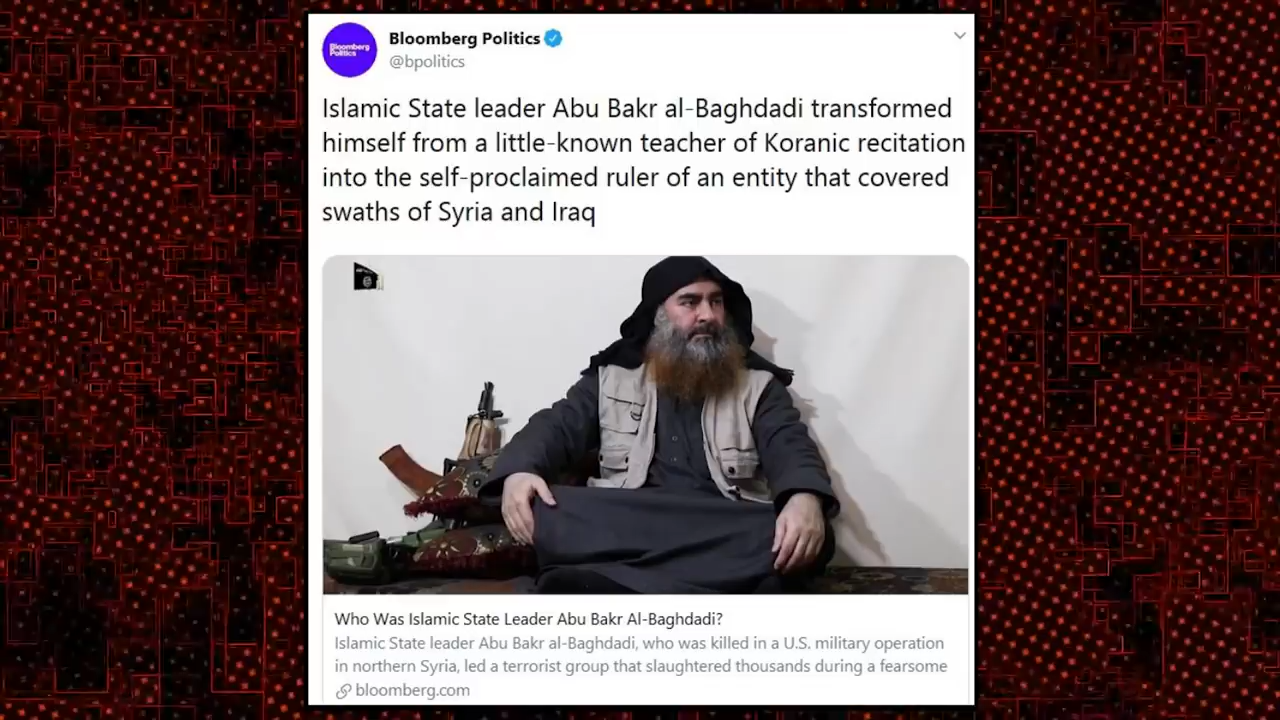 Bloomberg Politics
Bloomberg
Politics
@bpolitics
Islamic State leader Abu Bakr al-Baghdadi transformed
himself from a little-known teacher of Koranic recitation
into the self-proclaimed ruler of an entity that covered
swaths of Syria and Iraq
Who Was Islamic State Leader Abu Bakr Al-Baghdadi?
Islamic State leader Abu Bakr al-Baghdadi, who was killed in a U.S. military operation
in northern Syria, led a terrorist group that slaughtered thousands during a fearsome
bloomberg.com